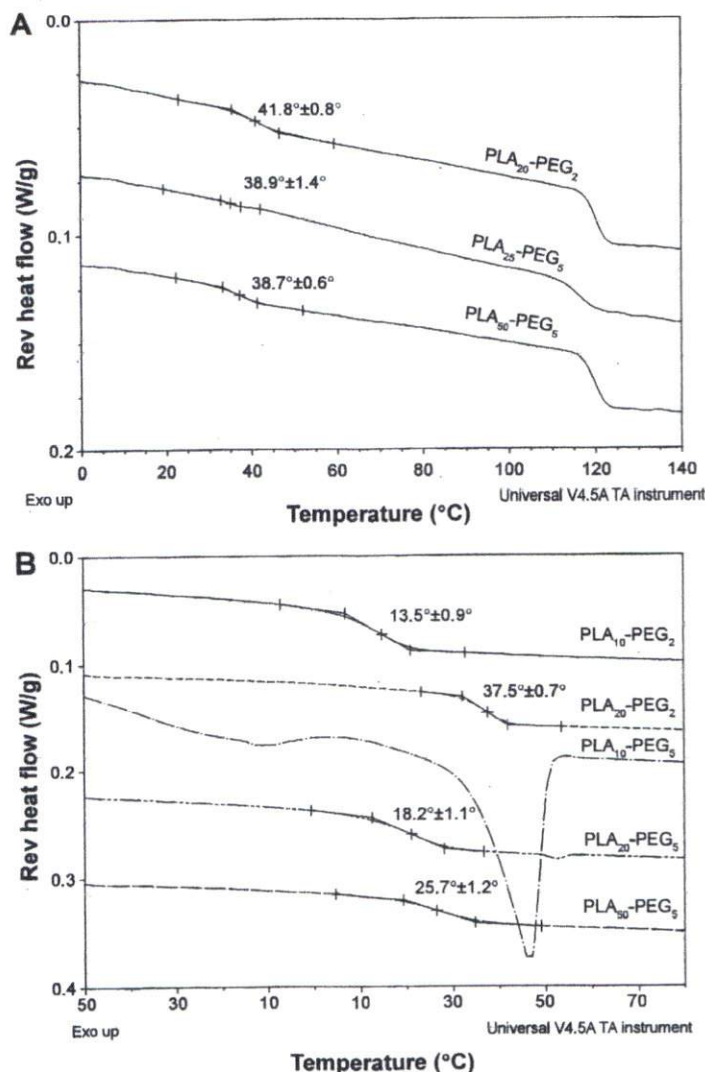 A
0.0
41.8°±0.8°
PLA20-PEG2
38.9°±1.4°
PLA25-PEG5
0.1
38.7°±0.6°
PLA50-PEG5
Rev heat flow (W/g)
0.2
0 20 40 60 80 100 120 140
Exo up Universal V4.5A TA instrument
Temperature (°C)
B
0.0
13.5°±0.9°
PLA10-PEG2
0.1
37.5°±0.7°
PLA20-PEG2
PLA10-PEG5
0.2
18.2°±1.1°
PLA20-PEG5
0.3
25.7°±1.2°
PLA50-PEG5
Rev heat flow (W/g)
0.4
50 30 10 10 30 50 70
Exo up Universal V4.5A TA instrument
Temperature (°C)